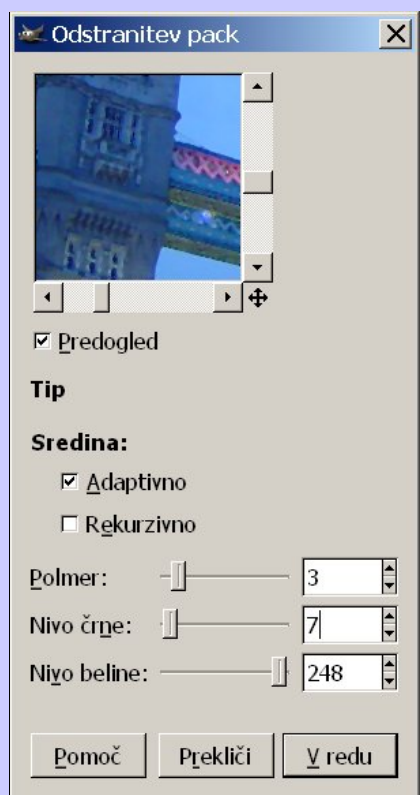 Odstranitev pack
Predogled
Tip
Sredina:
Adaptivno
Rekurzivno
Polmer: 3
Nivo črne: 7
Nivo beline: 248
Pomoč Prekliči V redu